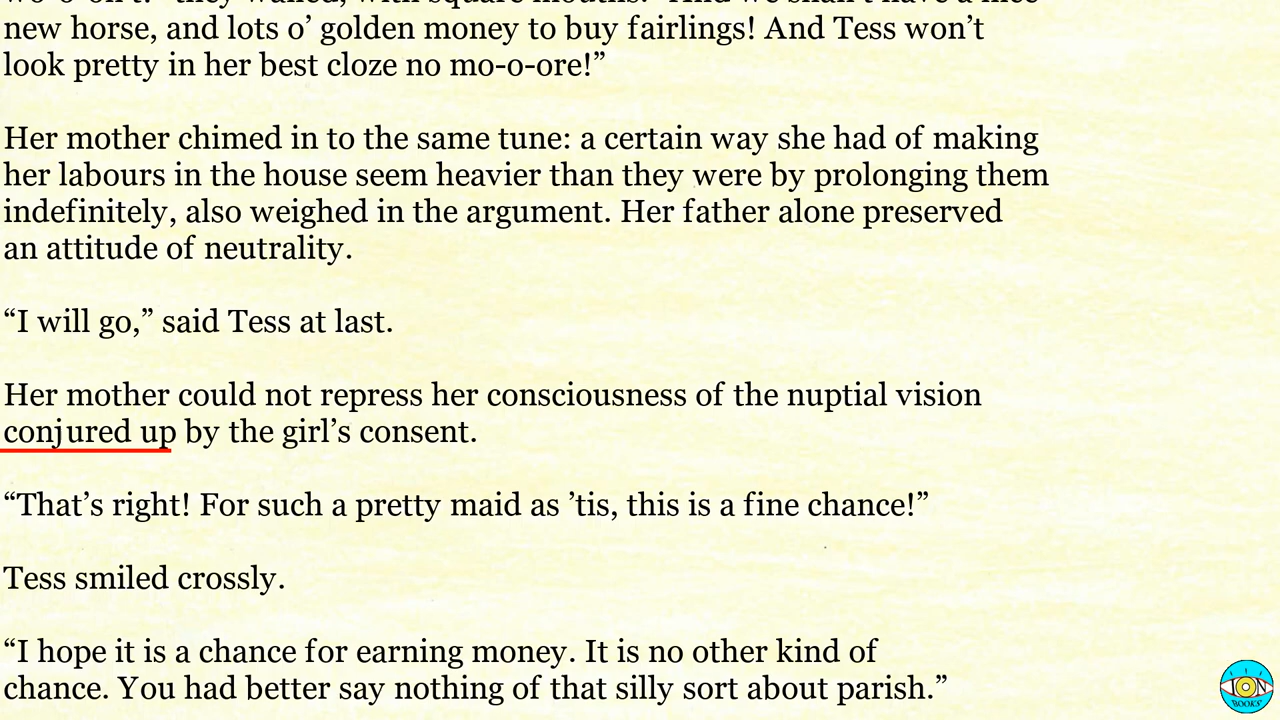 new horse, and lots o’ golden money to buy fairlings! And Tess won’t
look pretty in her best cloze no mo-o-ore!”
Her mother chimed in to the same tune: a certain way she had of making
her labours in the house seem heavier than they were by prolonging them
indefinitely, also weighed in the argument. Her father alone preserved
an attitude of neutrality.
“I will go,” said Tess at last.
Her mother could not repress her consciousness of the nuptial vision
conjured up by the girl’s consent.
“That’s right! For such a pretty maid as ’tis, this is a fine chance!”
Tess smiled crossly.
“I hope it is a chance for earning money. It is no other kind of
chance. You had better say nothing of that silly sort about parish.”
ION
BOOKS